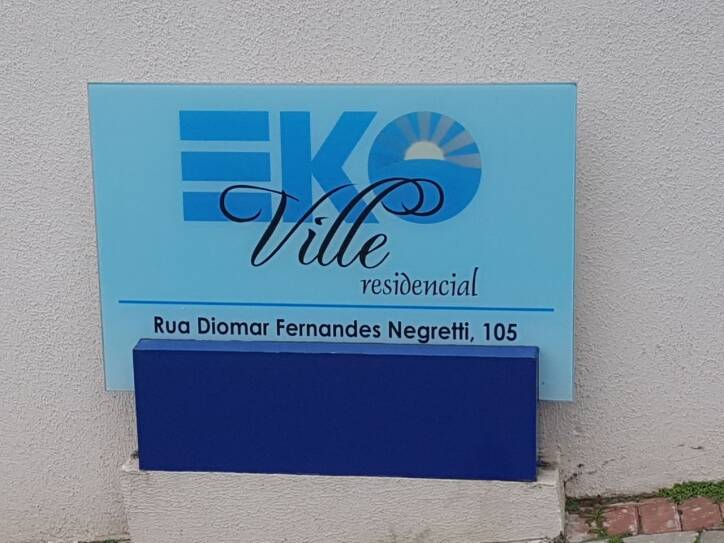 EKO
Ville
residencial
Rua Diomar Fernandes Negretti, 105